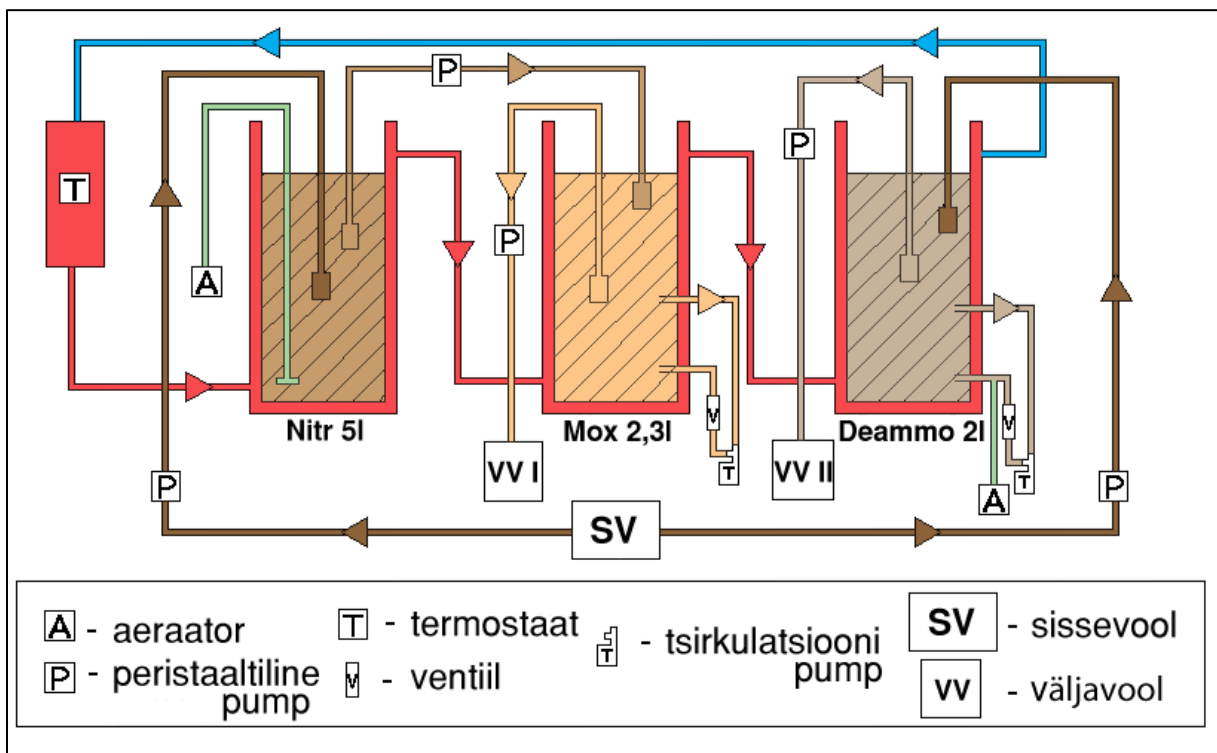 P
P
T
A
P
Nitr 5l
Mox 2,3l
Deammo 2l
V
V
VV I
T
VV II
A
T
P
P
SV
A - aeraator
P - peristaaltiline
pump
T - termostaat
V - ventiil
T - tsirkulatsiooni
pump
SV - sissevool
VV - väljavool